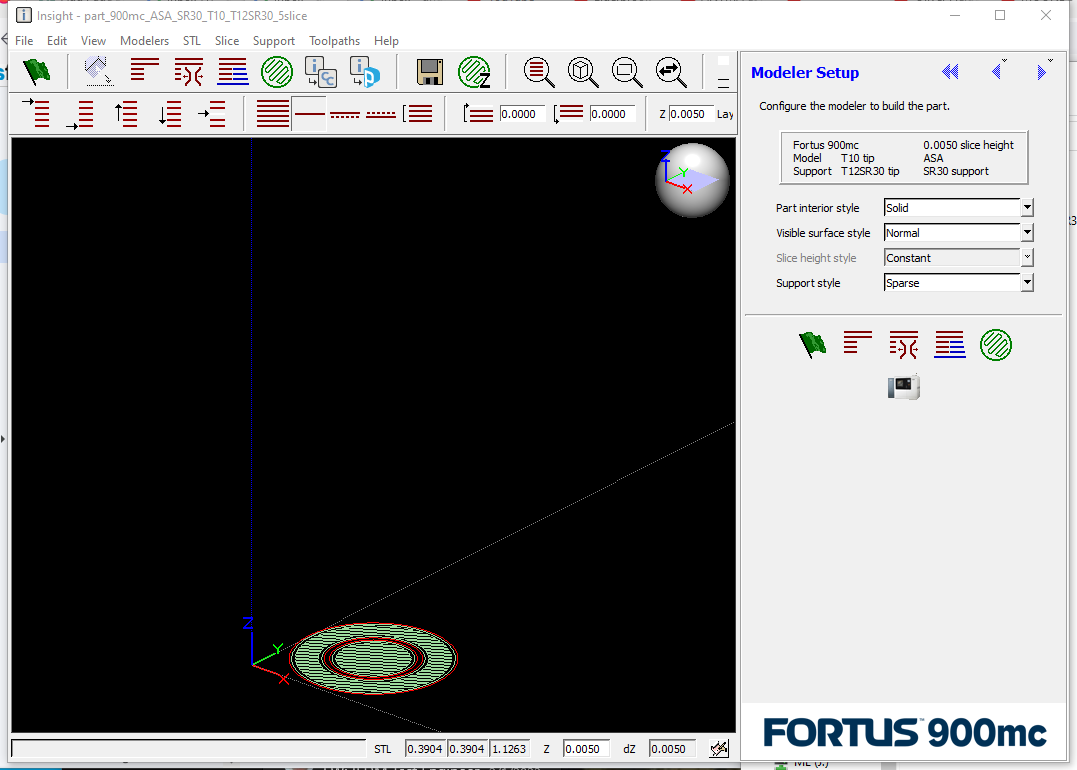 Insight - part_900mc_ASA_SR30_T10_T12SR30_5slice
File Edit View Modelers STL Slice Support Toolpaths Help
0.0000 0.0000 Z 0.0050 Lay
Z
Y
X
Z
Y
X
STL 0.3904 0.3904 1.1263 Z 0.0050 dZ 0.0050
Modeler Setup
Configure the modeler to build the part.
Fortus 900mc 0.0050 slice height
Model T10 tip ASA
Support T12SR30 tip SR30 support
Part interior style Solid
Visible surface style Normal
Slice height style Constant
Support style Sparse
FORTUS 900mc